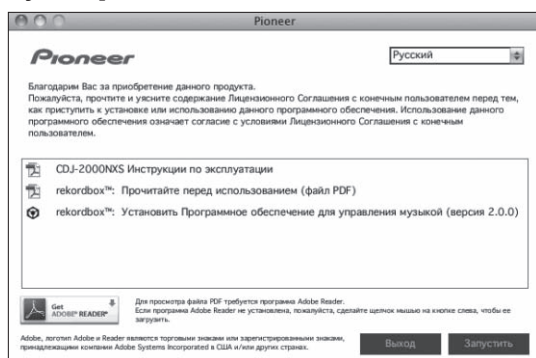 Pioneer
Pioneer
Русский
Благодарим Вас за приобретение данного продукта.
Пожалуйста, прочтите и уясните содержание Лицензионного Соглашения с конечным пользователем перед тем,
как приступить к установке или использованию данного программного обеспечения. Использование данного
программного обеспечения означает согласие с условиями Лицензионного Соглашения с конечным
пользователем.
CDJ-2000NXS Инструкции по эксплуатации
rekordbox™: Прочитайте перед использованием (файл PDF)
rekordbox™: Установить Программное обеспечение для управления музыкой (версия 2.0.0)
Get
ADOBE® READER®
Для просмотра файла PDF требуется программа Adobe Reader.
Если программа Adobe Reader не установлена, пожалуйста, сделайте щелчок мышью на кнопке слева, чтобы ее
загрузить.
Adobe, логотип Adobe и Reader являются торговыми знаками или зарегистрированными знаками,
принадлежащими компании Adobe Systems Incorporated в США и/или других странах.
Выход
Запустить